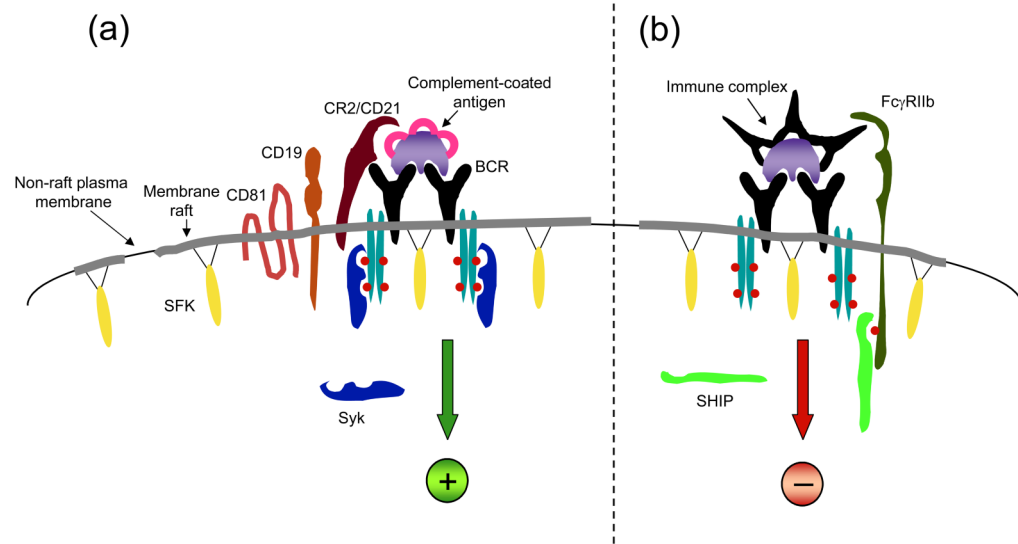 (a)
(b)
Complement-coated
antigen
Immune complex
CR2/CD21
FcγRIIb
CD19
BCR
Non-raft plasma
membrane
Membrane
raft
CD81
SFK
Syk
SHIP
+
−